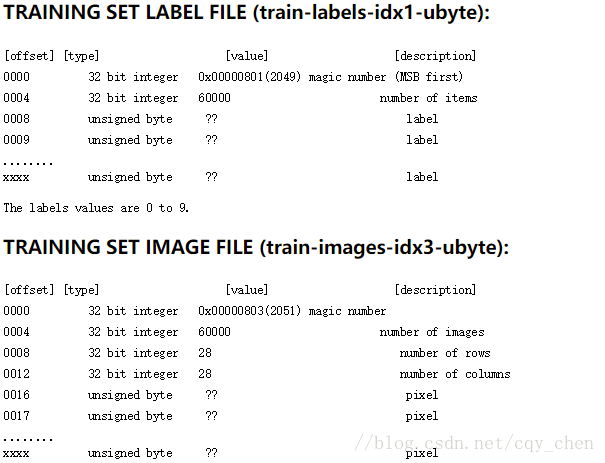 TRAINING SET LABEL FILE (train-labels-idx1-ubyte):
[offset] [type] [value] [description]
0000 32 bit integer 0x00000801(2049) magic number (MSB first)
0004 32 bit integer 60000 number of items
0008 unsigned byte ?? label
0009 unsigned byte ?? label
........
xxxx unsigned byte ?? label
The labels values are 0 to 9.
TRAINING SET IMAGE FILE (train-images-idx3-ubyte):
[offset] [type] [value] [description]
0000 32 bit integer 0x00000803(2051) magic number
0004 32 bit integer 60000 number of images
0008 32 bit integer 28 number of rows
0012 32 bit integer 28 number of columns
0016 unsigned byte ?? pixel
0017 unsigned byte ?? pixel
........
xxxx unsigned byte ?? pixel
//blog.csdn.net/cqy_chen